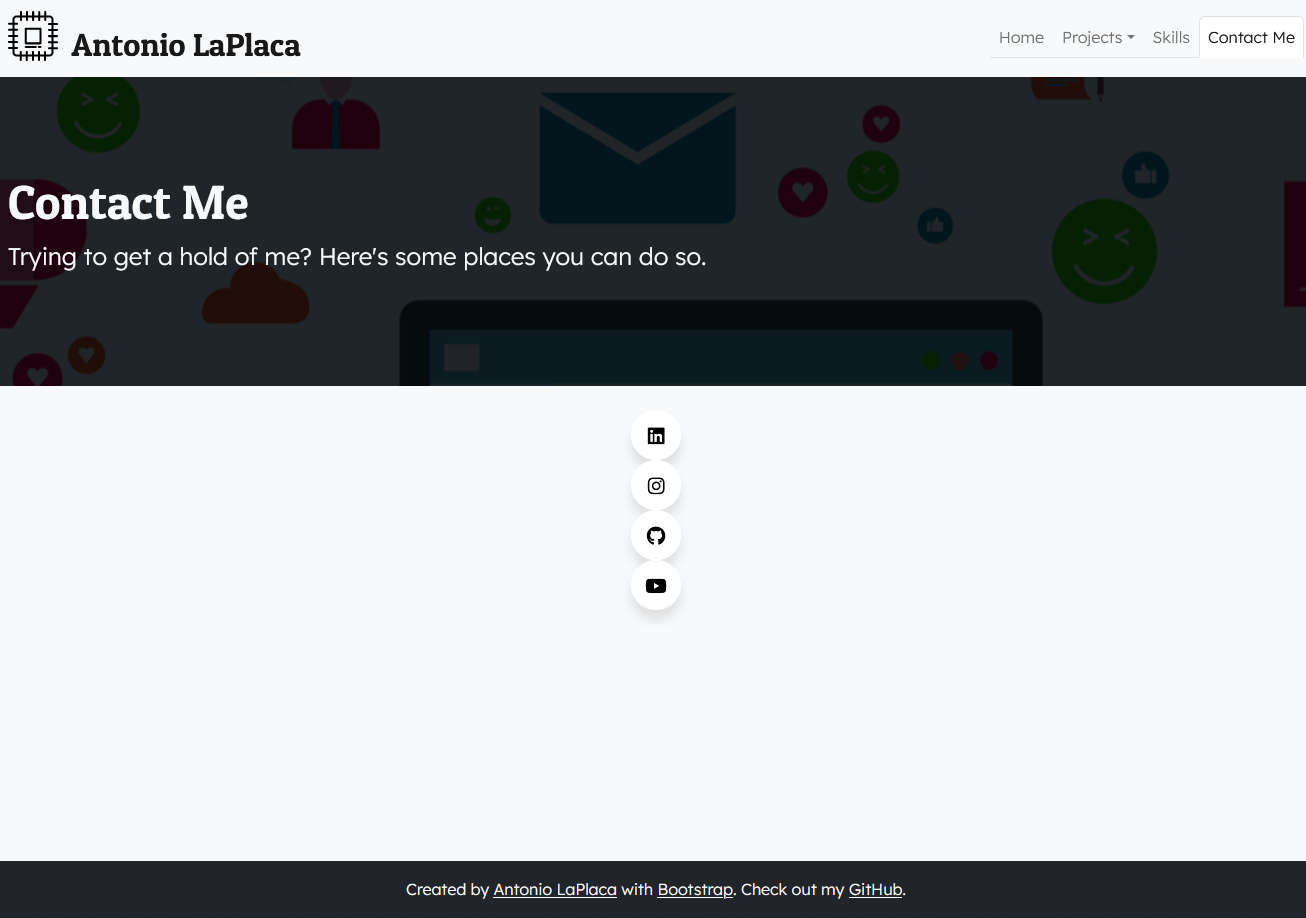 Antonio LaPlaca
Home Projects Skills Contact Me
Contact Me
Trying to get a hold of me? Here's some places you can do so.
in
Created by Antonio LaPlaca with Bootstrap. Check out my GitHub.